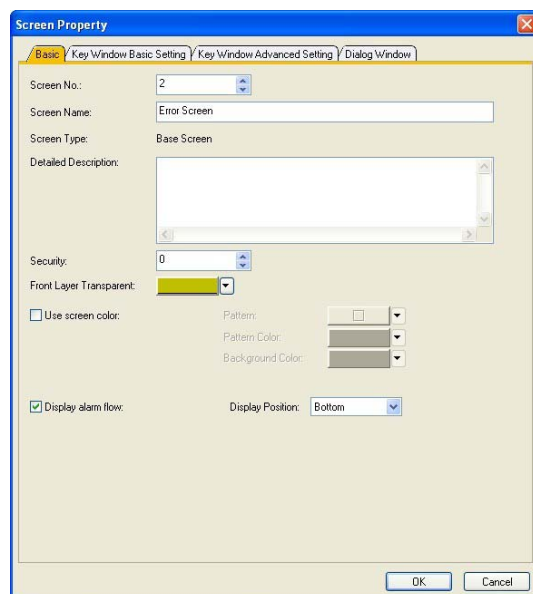 Screen Property
Basic Key Window Basic Setting Key Window Advanced Setting Dialog Window
Screen No.: 2
Screen Name: Error Screen
Screen Type: Base Screen
Detailed Description:
Security: 0
Front Layer Transparent:
Use screen color: Pattern:
Pattern Color:
Background Color:
Display alarm flow: Display Position: Bottom
OK Cancel